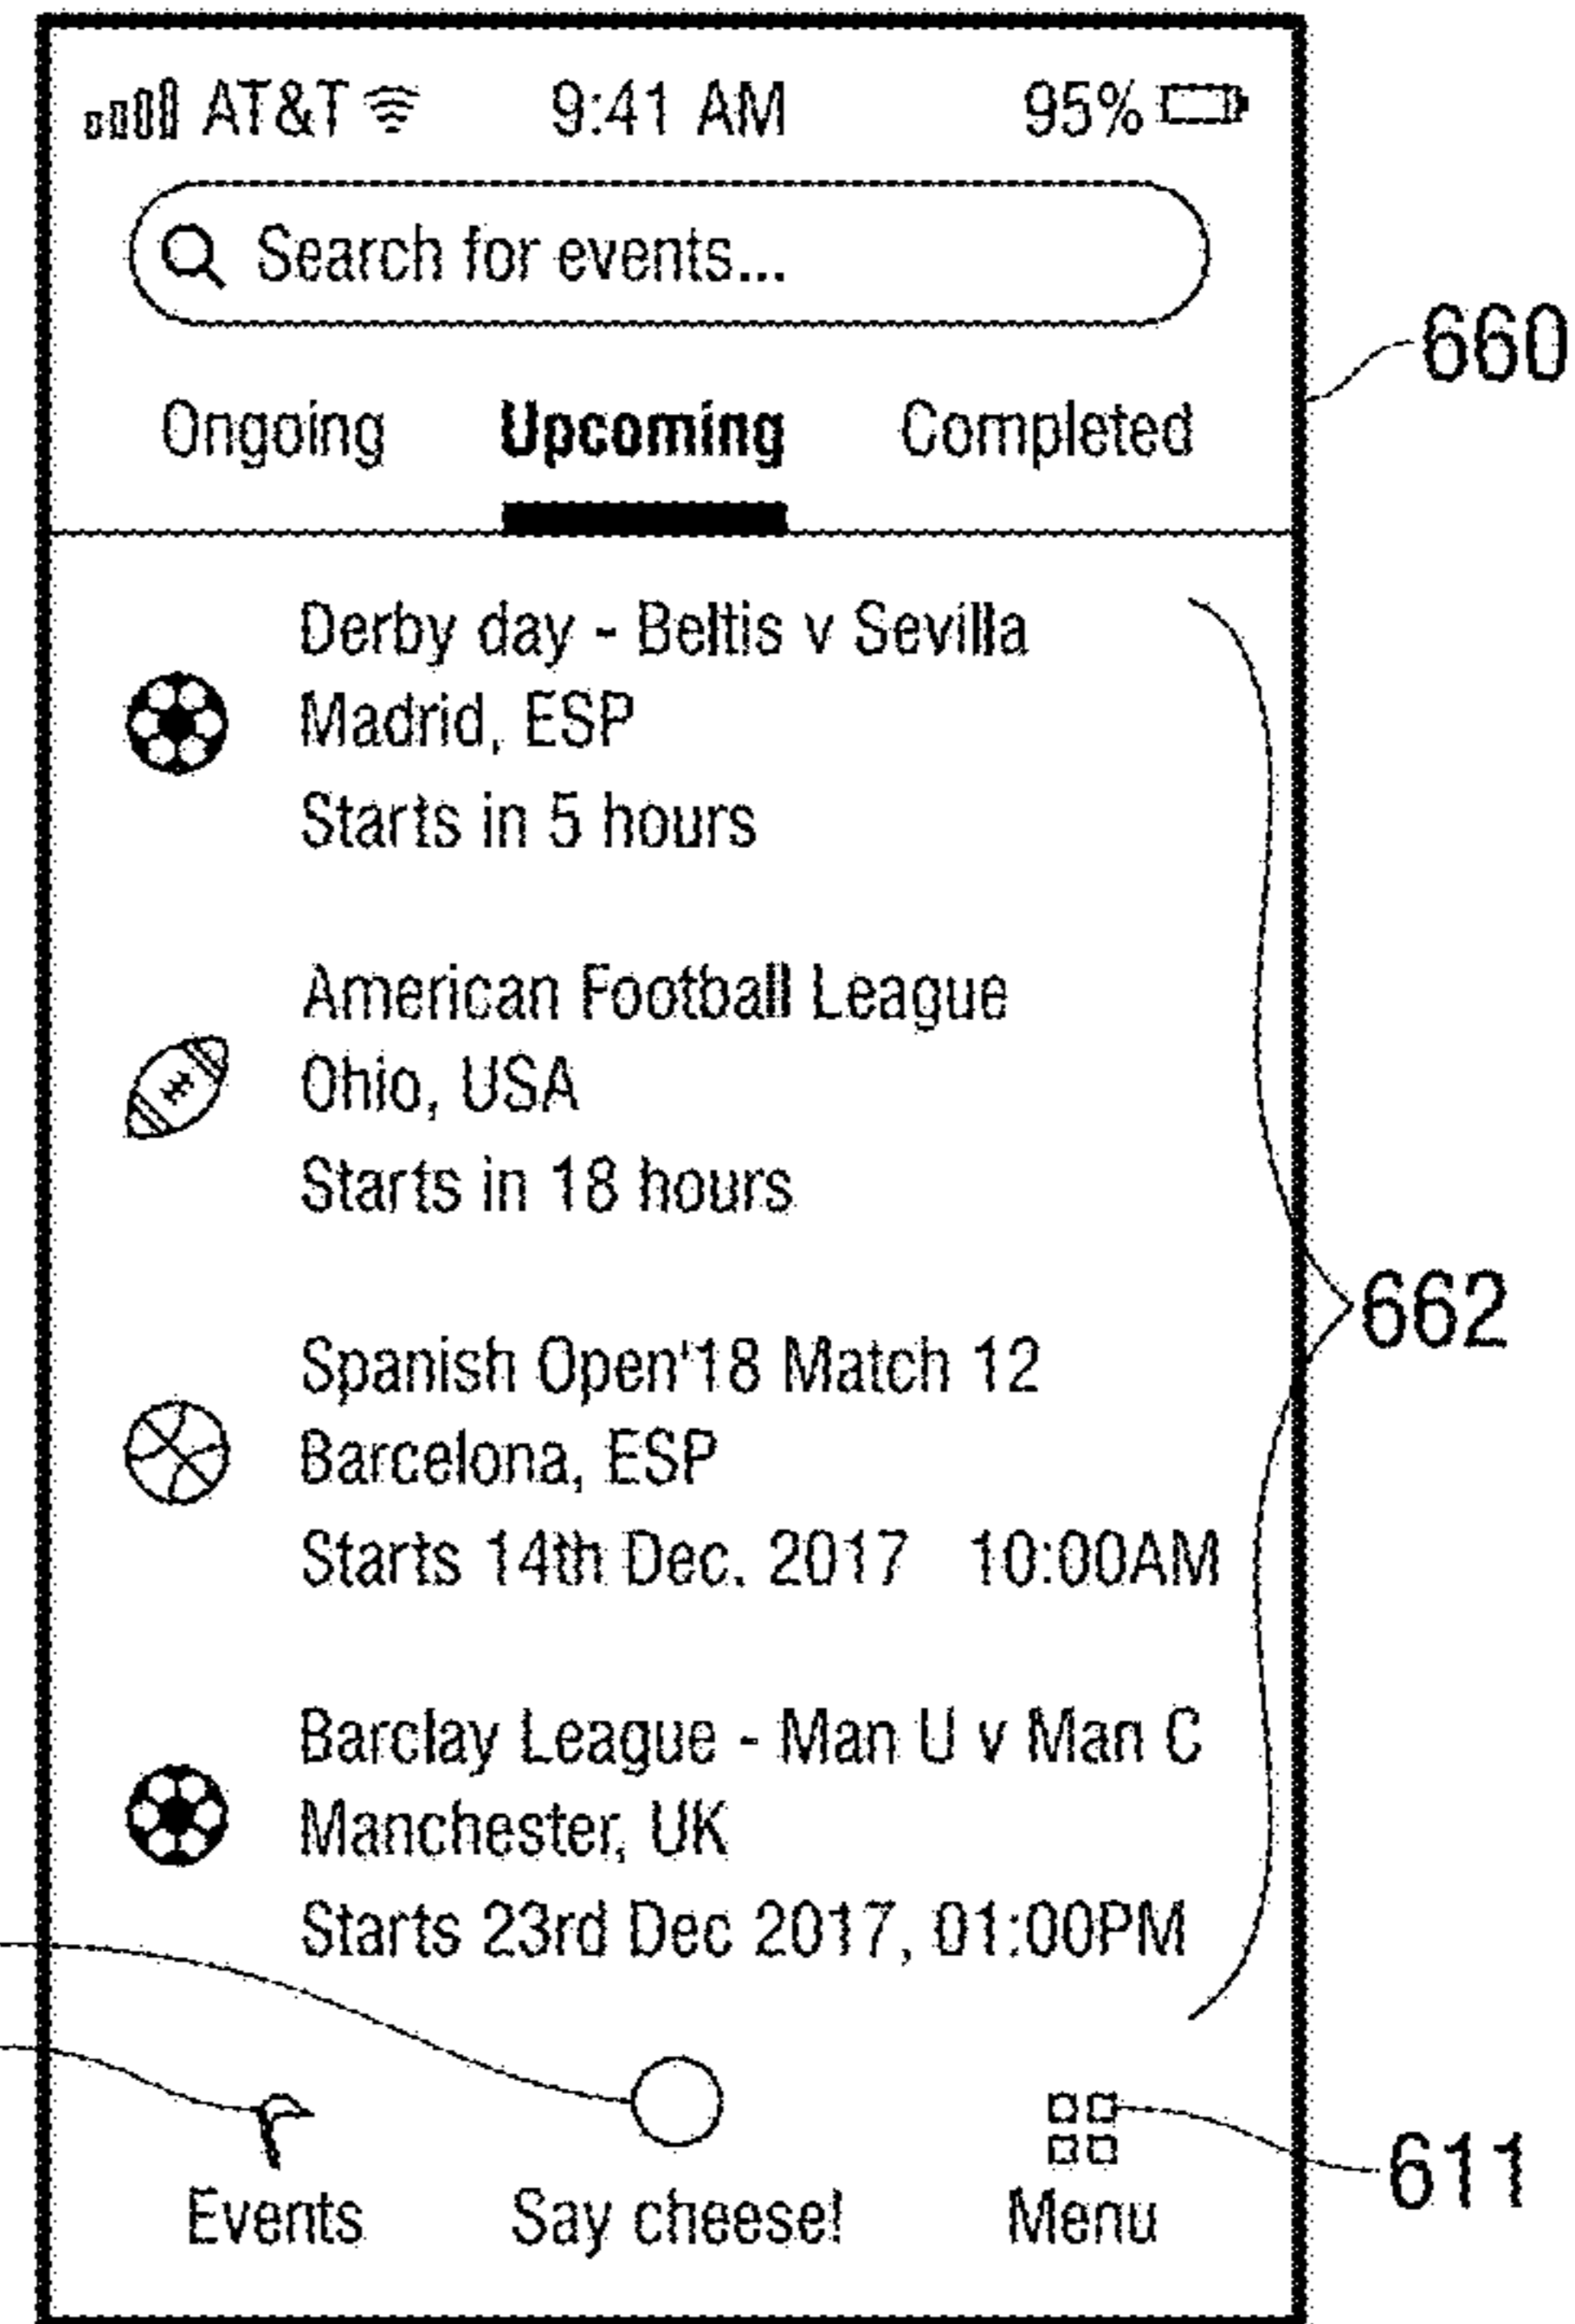 AT&T 9:41 AM 95%
Search for events...
660
Ongoing Upcoming Completed
Derby day - Beltis v Sevilla
Madrid, ESP
Starts in 5 hours
American Football League
Ohio, USA
Starts in 18 hours
662
Spanish Open'18 Match 12
Barcelona, ESP
Starts 14th Dec. 2017 10:00AM
Barclay League - Man U v Man C
Manchester, UK
Starts 23rd Dec 2017, 01:00PM
611
Events Say cheese! Menu